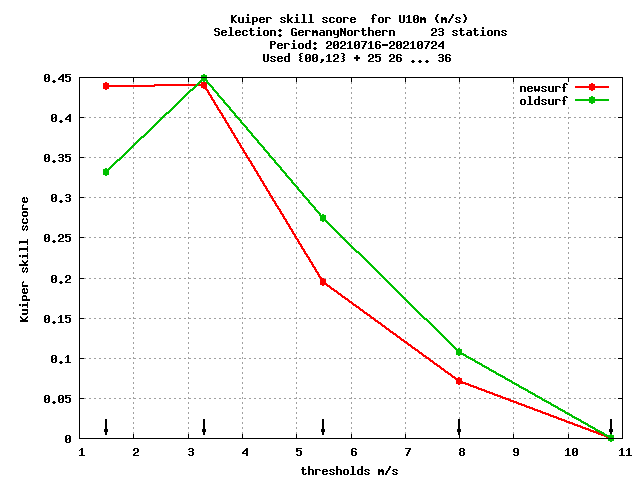 Kuiper skill score  for U10m (m/s)
Selection: GermanyNorthern     23 stations
Period: 20210716-20210724
Used {00,12} + 25 26 ... 36
newsurf
oldsurf
0.45
0.4
0.35
0.3
0.25
0.2
0.15
0.1
0.05
0
Kuiper skill score
1 2 3 4 5 6 7 8 9 10 11
thresholds m/s